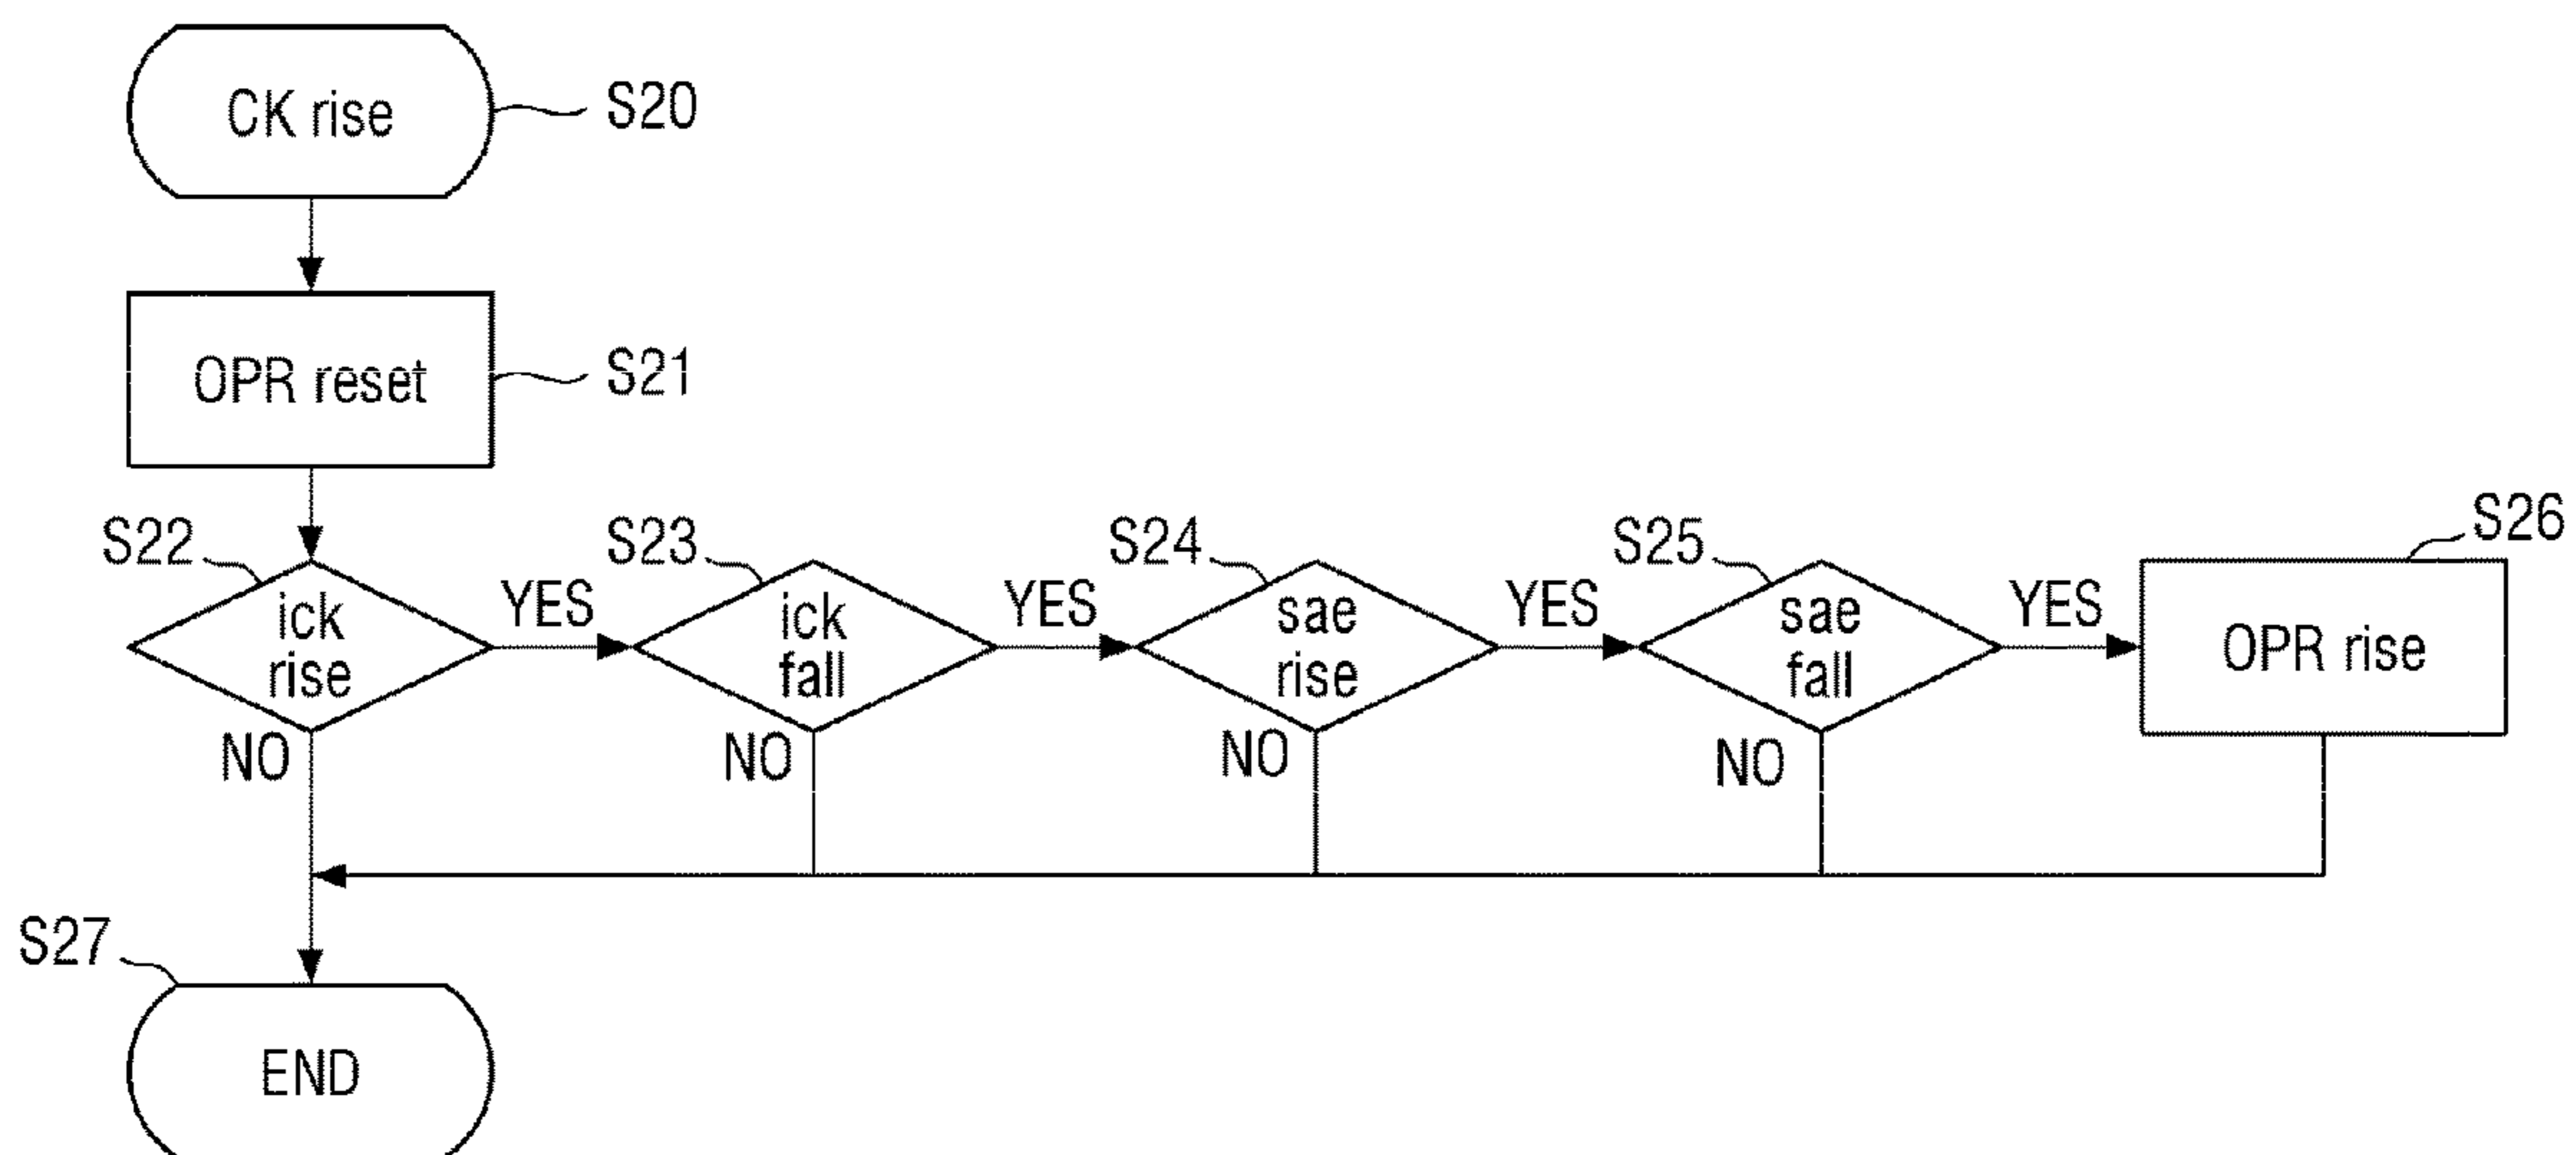 CK rise
S20
OPR reset
S21
S22
ick
rise
YES
NO
S23
ick
fall
YES
NO
S24
sae
rise
YES
NO
S25
sae
fall
YES
NO
S26
OPR rise
S27
END